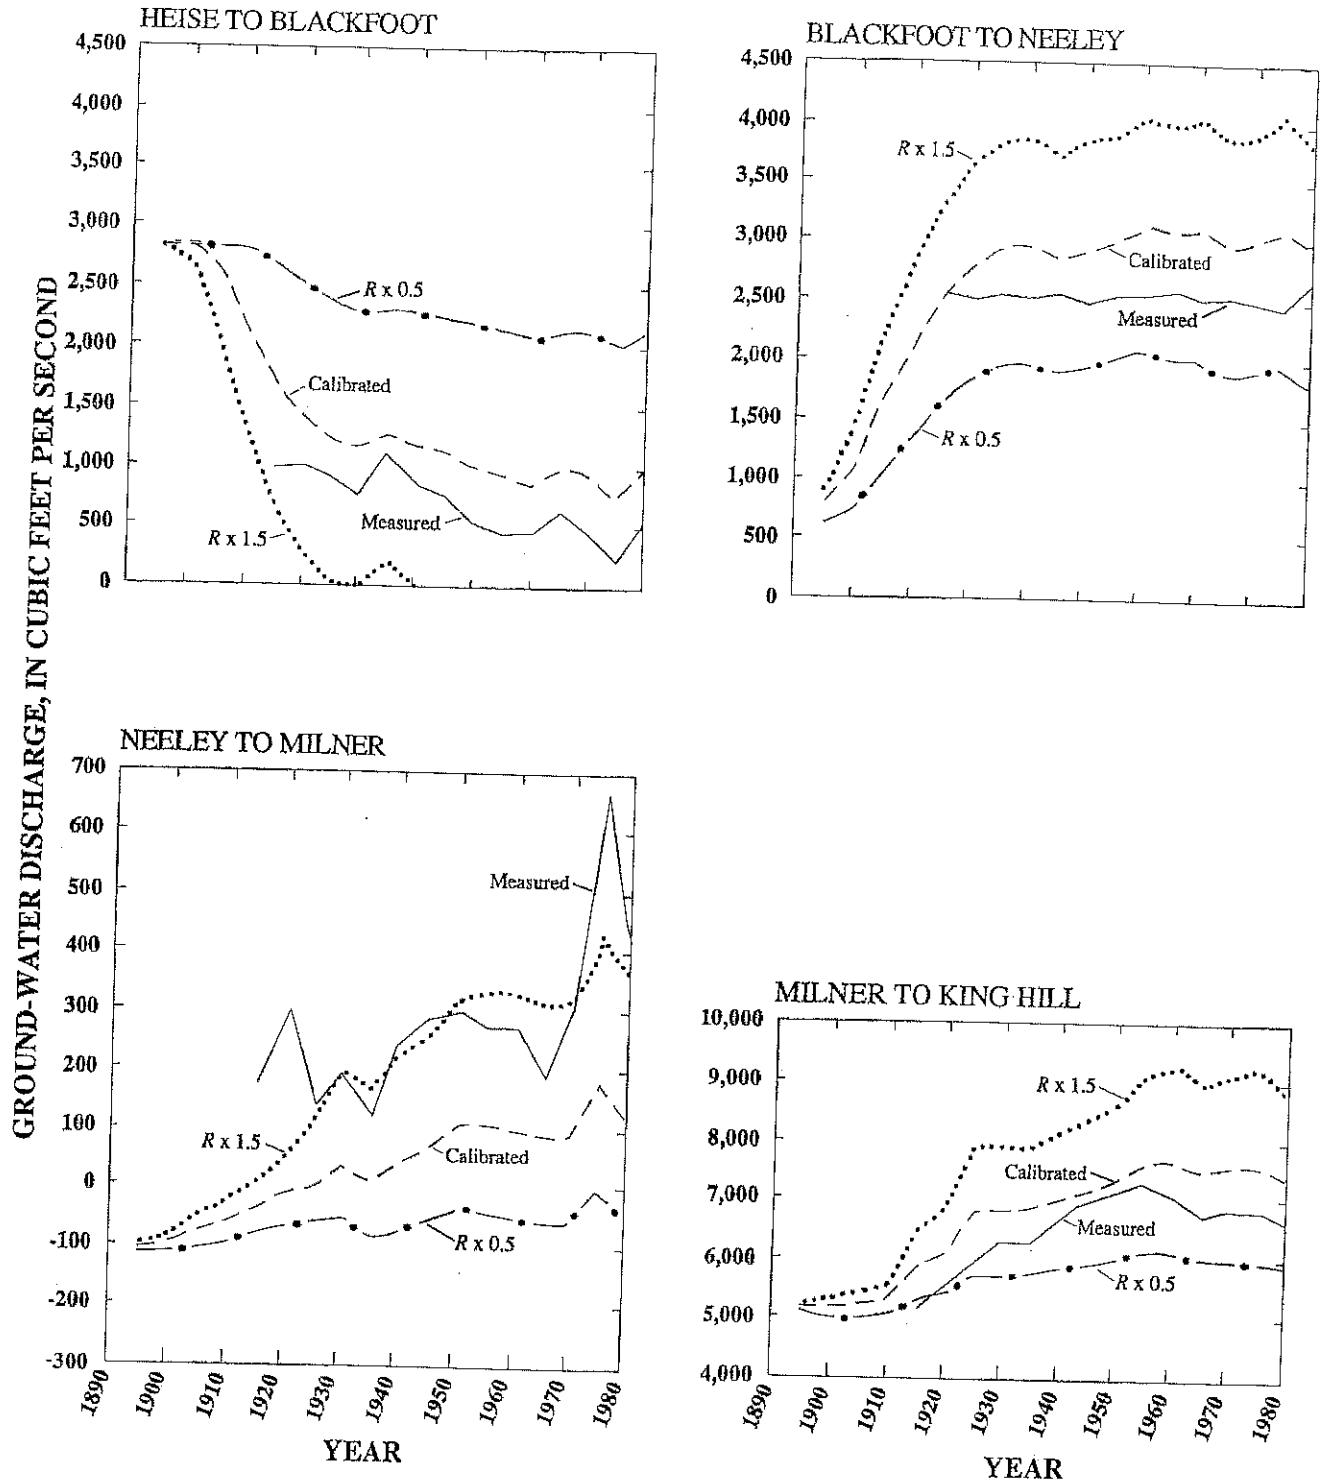 GROUND-WATER DISCHARGE, IN CUBIC FEET PER SECOND
HEISE TO BLACKFOOT
4,500
4,000
3,500
3,000
2,500
2,000
1,500
1,000
500
0
R x 0.5
Calibrated
Measured
R x 1.5
BLACKFOOT TO NEELEY
4,500
4,000
3,500
3,000
2,500
2,000
1,500
1,000
500
0
R x 1.5
Calibrated
Measured
R x 0.5
NEELEY TO MILNER
700
600
500
400
300
200
100
0
-100
-200
-300
Measured
R x 1.5
Calibrated
R x 0.5
1890 1900 1910 1920 1930 1940 1950 1960 1970 1980
YEAR
MILNER TO KING HILL
10,000
9,000
8,000
7,000
6,000
5,000
4,000
R x 1.5
Calibrated
Measured
R x 0.5
1890 1900 1910 1920 1930 1940 1950 1960 1970 1980
YEAR